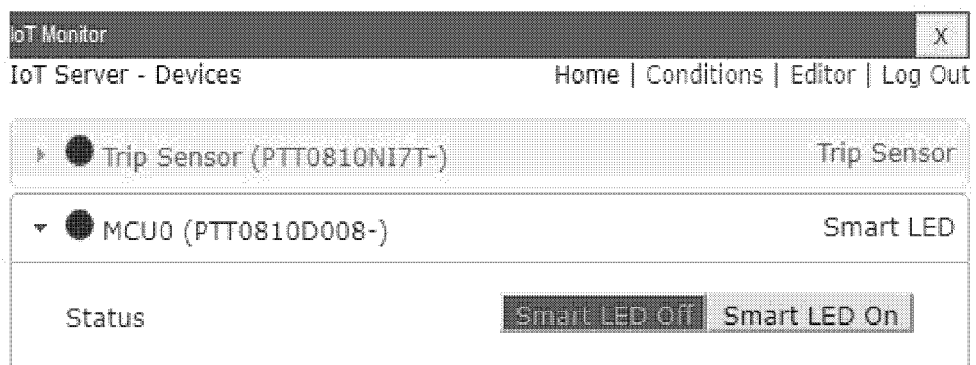 IoT Monitor X
IoT Server - Devices Home | Conditions | Editor | Log Out
Trip Sensor (PTT0810NI7T-) Trip Sensor
MCU0 (PTT0810D008-) Smart LED
Status Smart LED Off Smart LED On